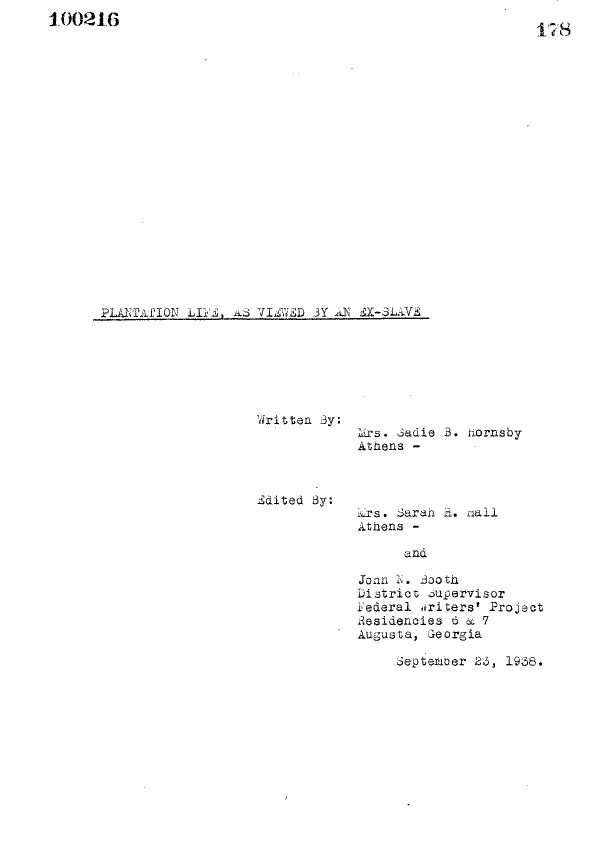 100216
178
PLANTATION LIFE, AS VIEWED BY AN EX-SLAVE
Written By:
Mrs. Sadie B. Hornsby
Athens -
Edited By:
Mrs. Sarah H. Hall
Athens -
and
John N. Booth
District Supervisor
Federal Writers' Project
Residencies 6 & 7
Augusta, Georgia
September 23, 1938.